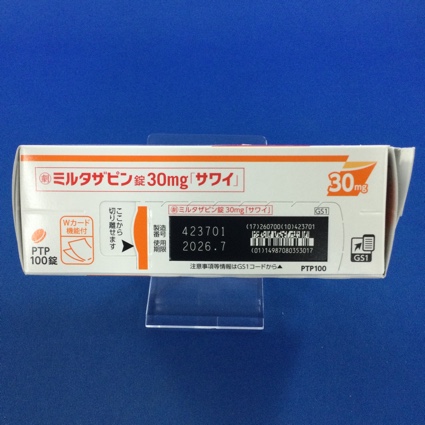 劇 ミルタザピン錠30mg「サワイ」
30mg
Wカード
機能付
PTP
100錠
ここから
切り離せます
劇 ミルタザピン錠30mg「サワイ」
GS1
製造番号 423701
使用期限 2026.7
(17)260700(10)423701
(01)14987080353017
注意事項等情報はGS1コードから▲
PTP100
GS1